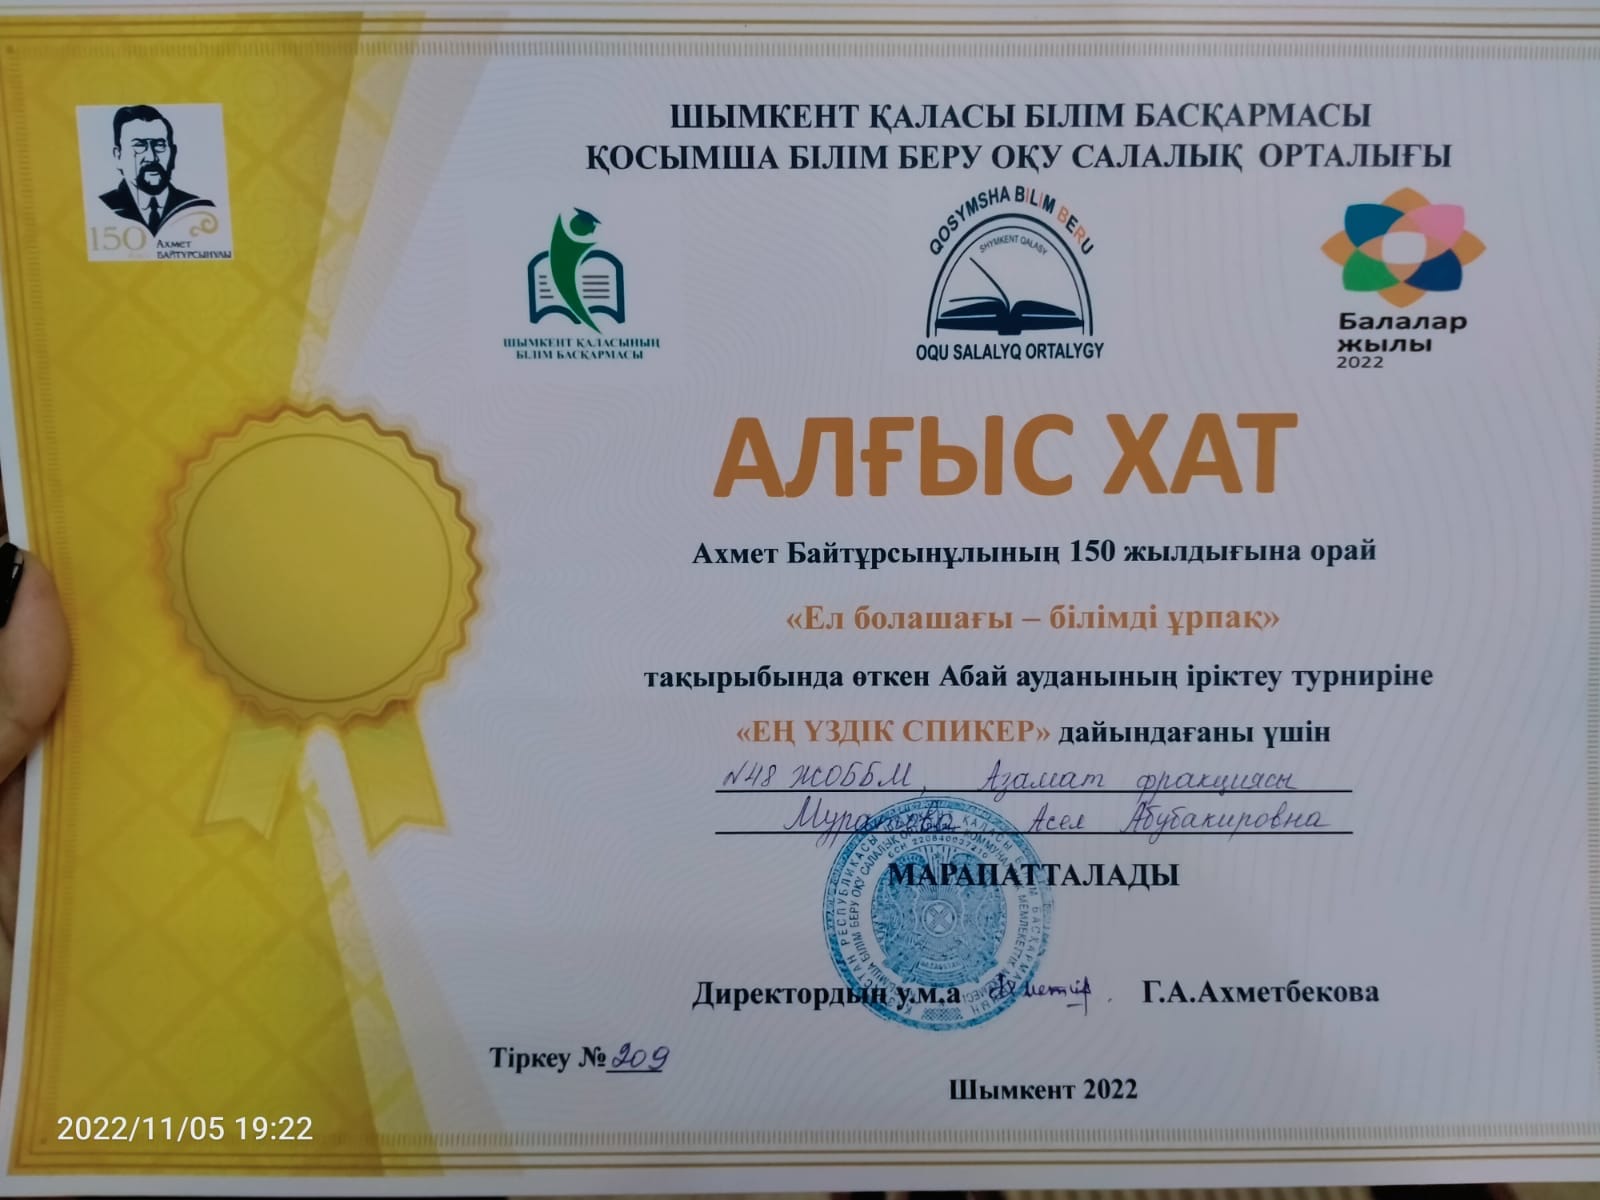 ШЫМКЕНТ ҚАЛАСЫ БІЛІМ БАСҚАРМАСЫ
ҚОСЫМША БІЛІМ БЕРУ ОҚУ САЛАЛЫҚ ОРТАЛЫҒЫ
150
Ахмет
БАЙТҰРСЫНҰЛЫ
ШЫМКЕНТ ҚАЛАСЫНЫҢ
БІЛІМ БАСҚАРМАСЫ
QOSYMSHA BILIM BERU
SHYMKENT QALASY
OQU SALALYQ ORTALYGY
Балалар
жылы
2022
АЛҒЫС ХАТ
Ахмет Байтұрсынұлының 150 жылдығына орай
«Ел болашағы – білімді ұрпақ»
тақырыбында өткен Абай ауданының іріктеу турниріне
«ЕҢ ҮЗДІК СПИКЕР» дайындағаны үшін
№48 ЖОББМ, Азамат фракциясы
Асел Абубакировна
МАРАПАТТАЛАДЫ
Директордың у.м.а Г.А.Ахметбекова
Тіркеу № 209
Шымкент 2022
2022/11/05 19:22